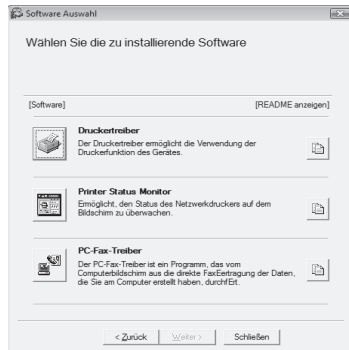 Software Auswahl
Wählen Sie die zu installierende Software
[Software] [README anzeigen]
Druckertreiber
Der Druckertreiber ermöglicht die Verwendung der
Druckerfunktion des Gerätes.
Printer Status Monitor
Ermöglicht, den Status des Netzwerkdruckers auf dem
Bildschirm zu überwachen.
PC-Fax-Treiber
Der PC-Fax-Treiber ist ein Programm, das vom
Computerbildschirm aus die direkte FaxEertragung der Daten,
die Sie am Computer erstellt haben, durchfErt.
< Zurück Weiter > Schließen